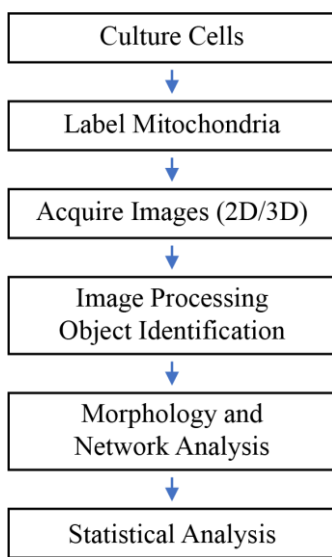 Culture Cells
Label Mitochondria
Acquire Images (2D/3D)
Image Processing
Object Identification
Morphology and
Network Analysis
Statistical Analysis